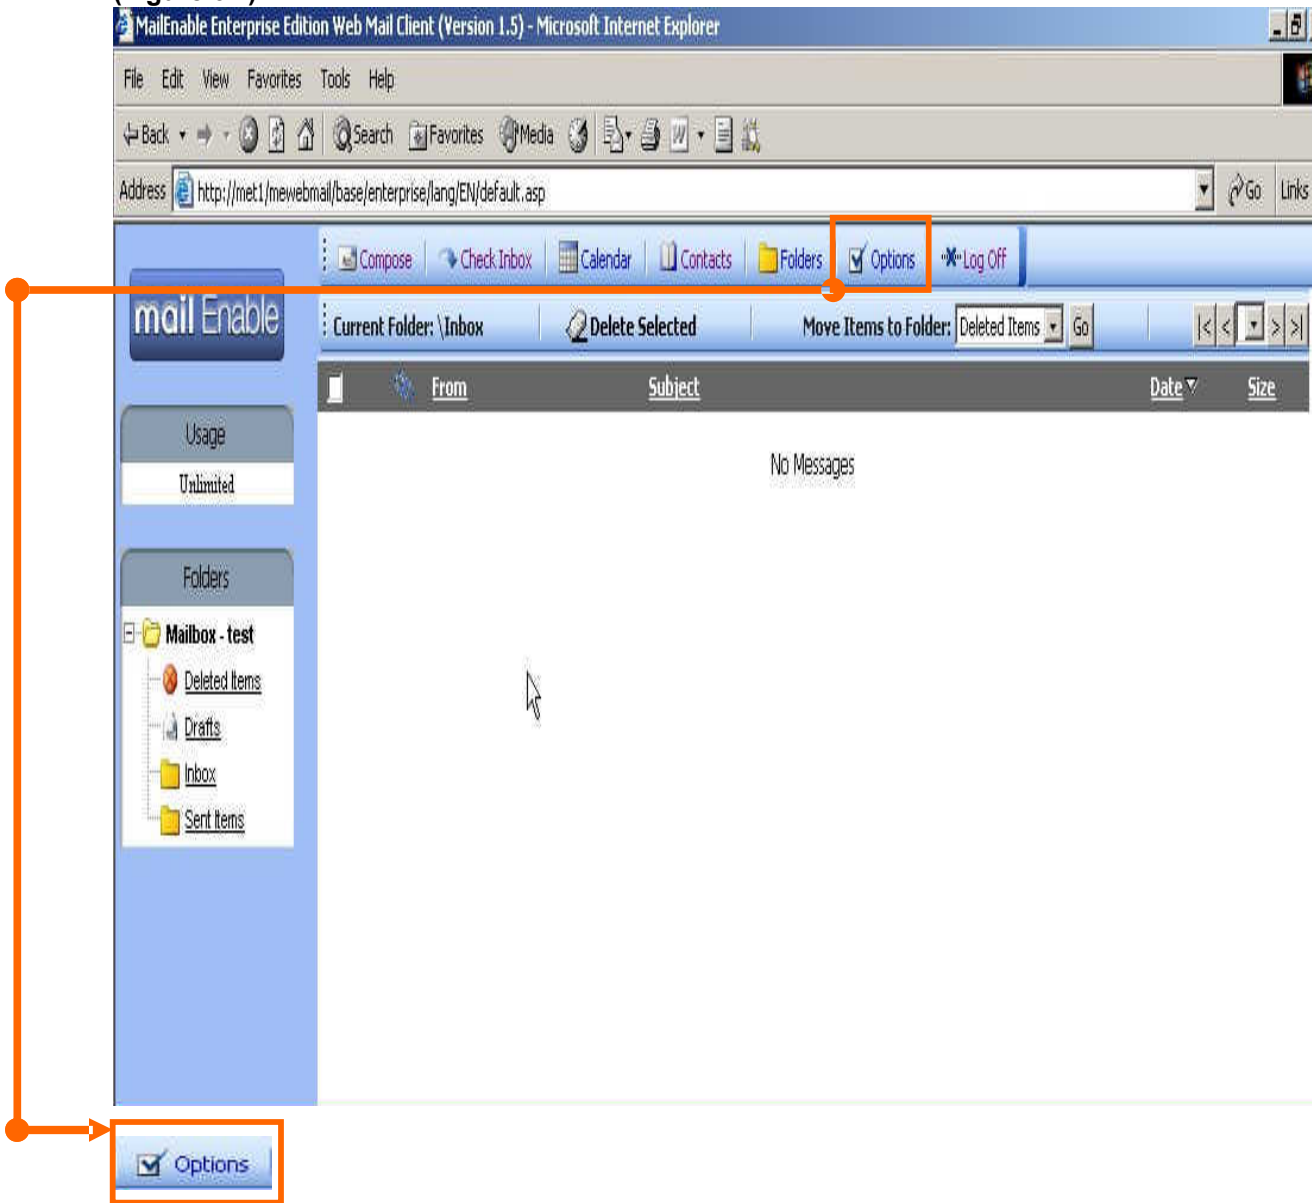 MailEnable Enterprise Edition Web Mail Client (Version 1.5) - Microsoft Internet Explorer
File Edit View Favorites Tools Help
Back Search Favorites Media
Address http://met1/mewebmail/base/enterprise/lang/EN/default.asp Go Links
Compose Check Inbox Calendar Contacts Folders Options Log Off
mail Enable
Current Folder: \Inbox Delete Selected Move Items to Folder: Deleted Items Go |< < > >|
From Subject Date Size
Usage
No Messages
Unlimited
Folders
Mailbox - test
Deleted Items
Drafts
Inbox
Sent Items
Options